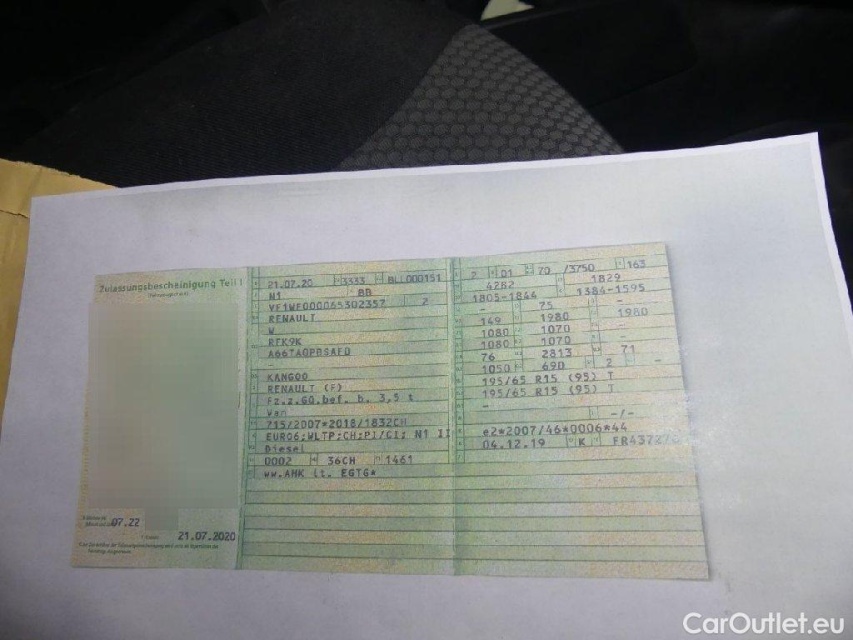 Zulassungsbescheinigung Teil I
07.22
21.07.2020
21.07.20 3333 BLL000151
N1 BB
VF1WF000065302357 2
RENAULT
W
RFK9K
-
KANGOO
RENAULT (F)
Fz.z.GÜ.bef. b. 3,5 t
Van
715/2007*2018/1832CH
EURO6;WLTP;CH;PI/CI; N1 II
Diesel
0002 36CH 1461
ww.AHK lt. EGTG*
2 01 70 /3750 163
4282 1829
1805-1844 1384-1595
- 75 -
149 1980 1980
1080 1070
1080 1070
76 2813 71
1050 690 2 -
195/65 R15 (95) T
195/65 R15 (95) T
-
-/-
e2*2007/46*0006*44
04.12.19 K
CarOutlet.eu